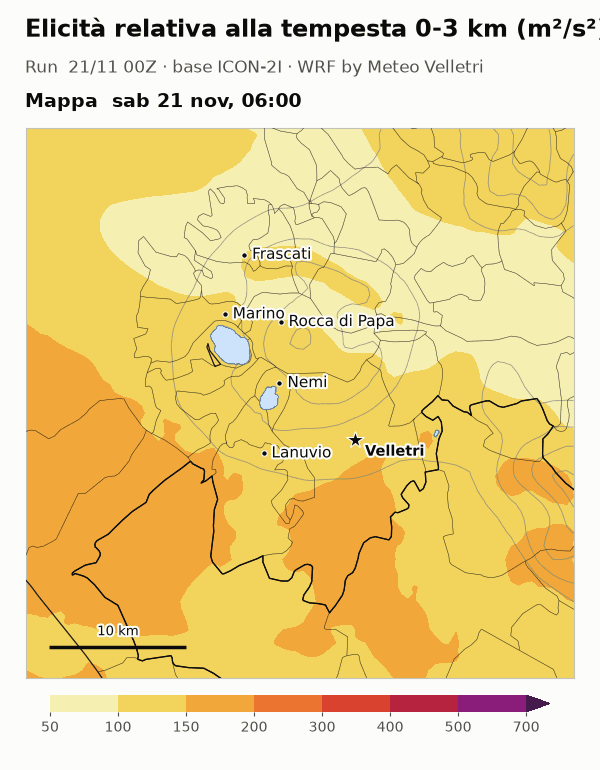 Elicità relativa alla tempesta 0-3 km (m²/s²)
Run  21/11 00Z · base ICON-2I · WRF by Meteo Velletri
Mappa  sab 21 nov, 06:00
Frascati
Marino
Rocca di Papa
Nemi
Velletri
Lanuvio
10 km
50 100 150 200 300 400 500 700